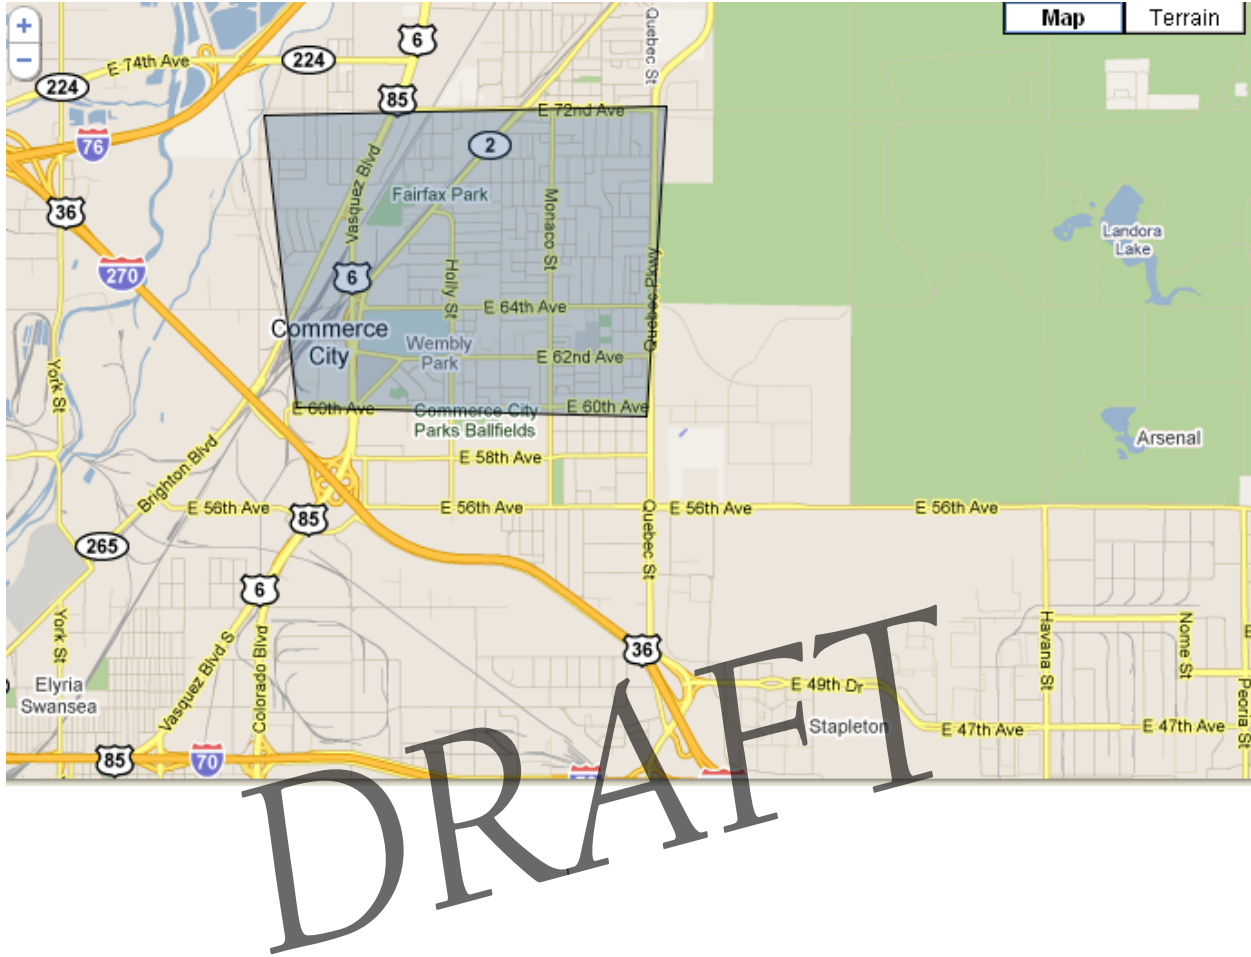 +
−
Map
Terrain
6
Quebec St
E 74th Ave
224
224
85
E 72nd Ave
76
2
Vasquez Blvd
Fairfax Park
36
Monaco St
Landora
Lake
270
6
Holly St
Quebec Pkwy
E 64th Ave
Commerce
City
Wembly
Park
E 62nd Ave
York St
E 60th Ave
Commerce City
Parks Ballfields
E 60th Ave
Arsenal
Brighton Blvd
E 58th Ave
E 56th Ave
85
E 56th Ave
Quebec St
E 56th Ave
E 56th Ave
265
6
York St
Vasquez Blvd S
Colorado Blvd
36
Havana St
Nome St
Elyria
Swansea
E 49th Dr
Peoria St
Stapleton
E 47th Ave
E 47th Ave
85
70
DRAFT